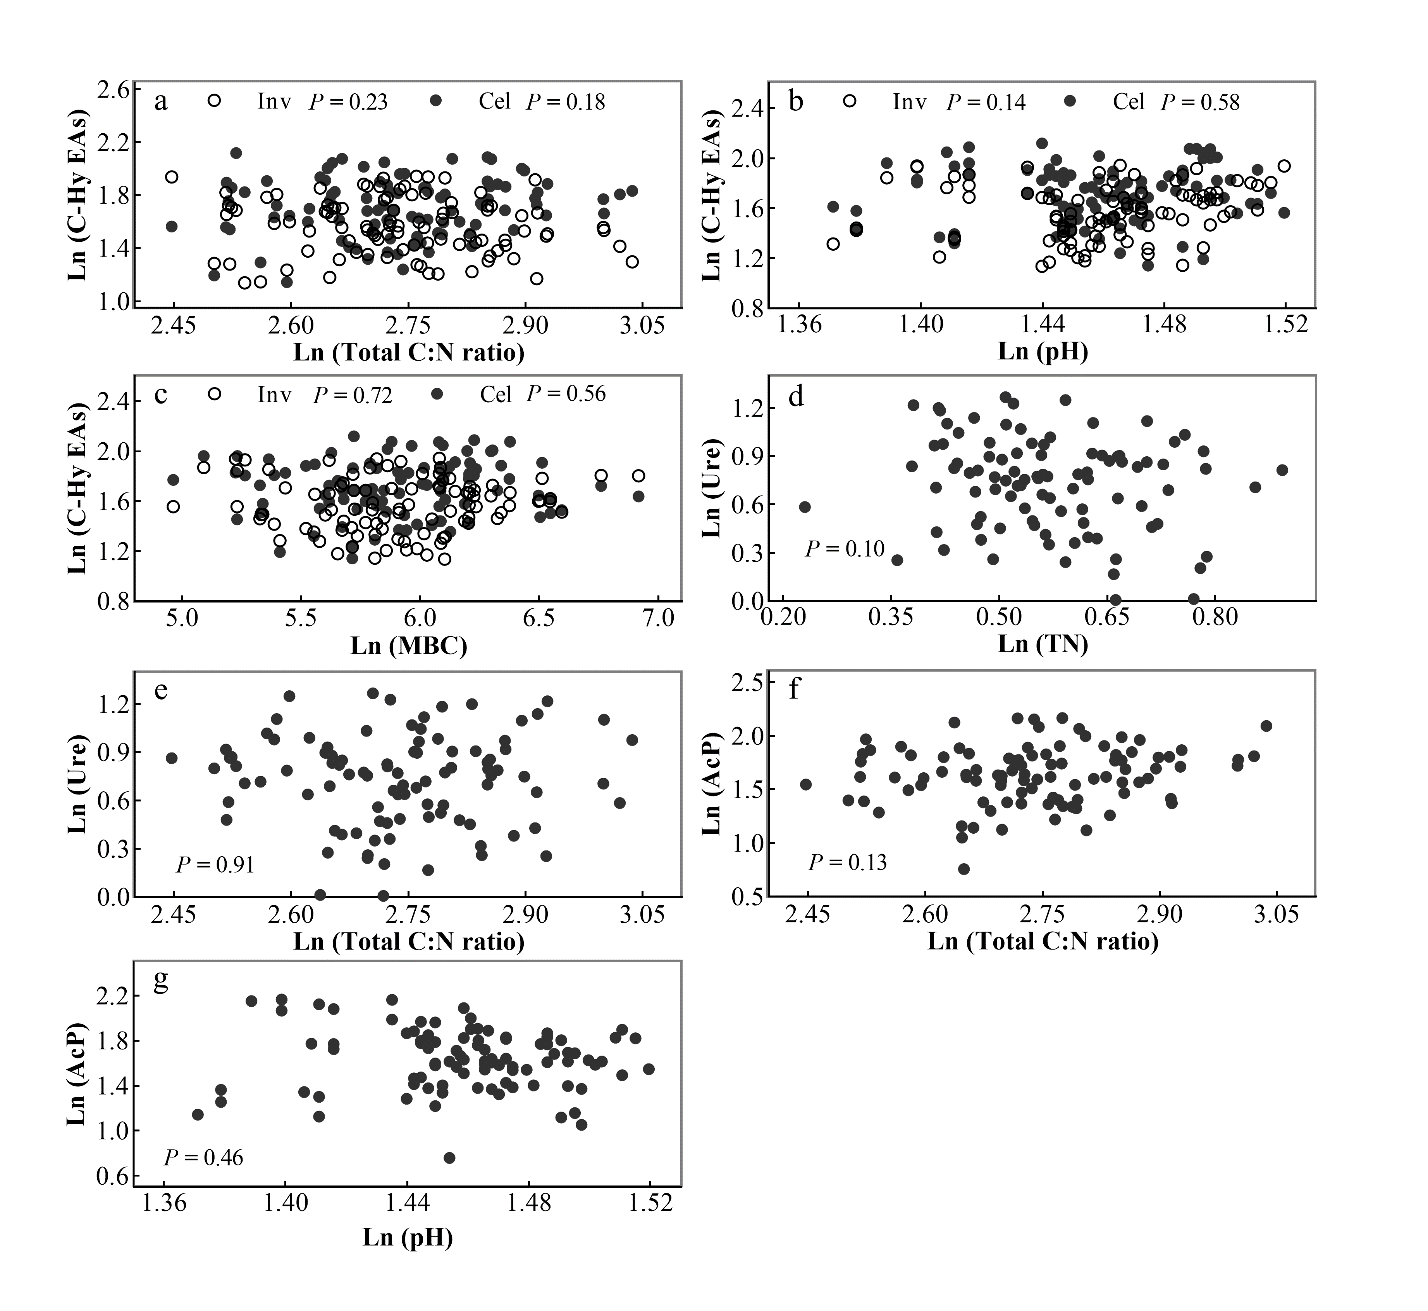 a Inv P = 0.23 Cel P = 0.18
Ln (C-Hy EAs)
2.6
2.2
1.8
1.4
1.0
2.45 2.60 2.75 2.90 3.05
Ln (Total C:N ratio)
b Inv P = 0.14 Cel P = 0.58
Ln (C-Hy EAs)
2.4
2.0
1.6
1.2
0.8
1.36 1.40 1.44 1.48 1.52
Ln (pH)
c Inv P = 0.72 Cel P = 0.56
Ln (C-Hy EAs)
2.4
2.0
1.6
1.2
0.8
5.0 5.5 6.0 6.5 7.0
Ln (MBC)
d
Ln (Ure)
1.2
0.9
0.6
0.3
0.0
P = 0.10
0.20 0.35 0.50 0.65 0.80
Ln (TN)
e
Ln (Ure)
1.2
0.9
0.6
0.3
0.0
P = 0.91
2.45 2.60 2.75 2.90 3.05
Ln (Total C:N ratio)
f
Ln (AcP)
2.5
2.0
1.5
1.0
0.5
P = 0.13
2.45 2.60 2.75 2.90 3.05
Ln (Total C:N ratio)
g
Ln (AcP)
2.2
1.8
1.4
1.0
0.6
P = 0.46
1.36 1.40 1.44 1.48 1.52
Ln (pH)